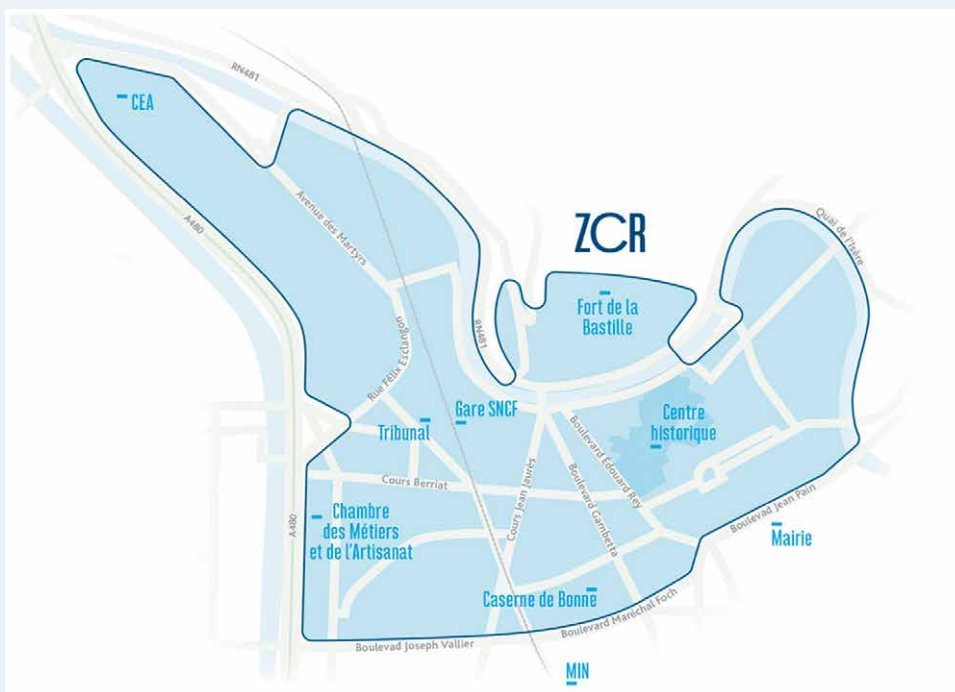 RN481
CEA
Avenue des Martyrs
A480
ZCR
Quai de l'Isère
Fort de la
Bastille
RN481
Rue Félix Esclangon
Gare SNCF
Tribunal
Centre
historique
Boulevard Édouard Rey
Cours Berriat
Cours Jean Jaurès
Boulevard Gambetta
A480
Chambre
des Métiers
et de l'Artisanat
Boulevad Jean Pain
Mairie
Caserne de Bonne
Boulevard Maréchal Foch
Boulevad Joseph Vallier
MIN